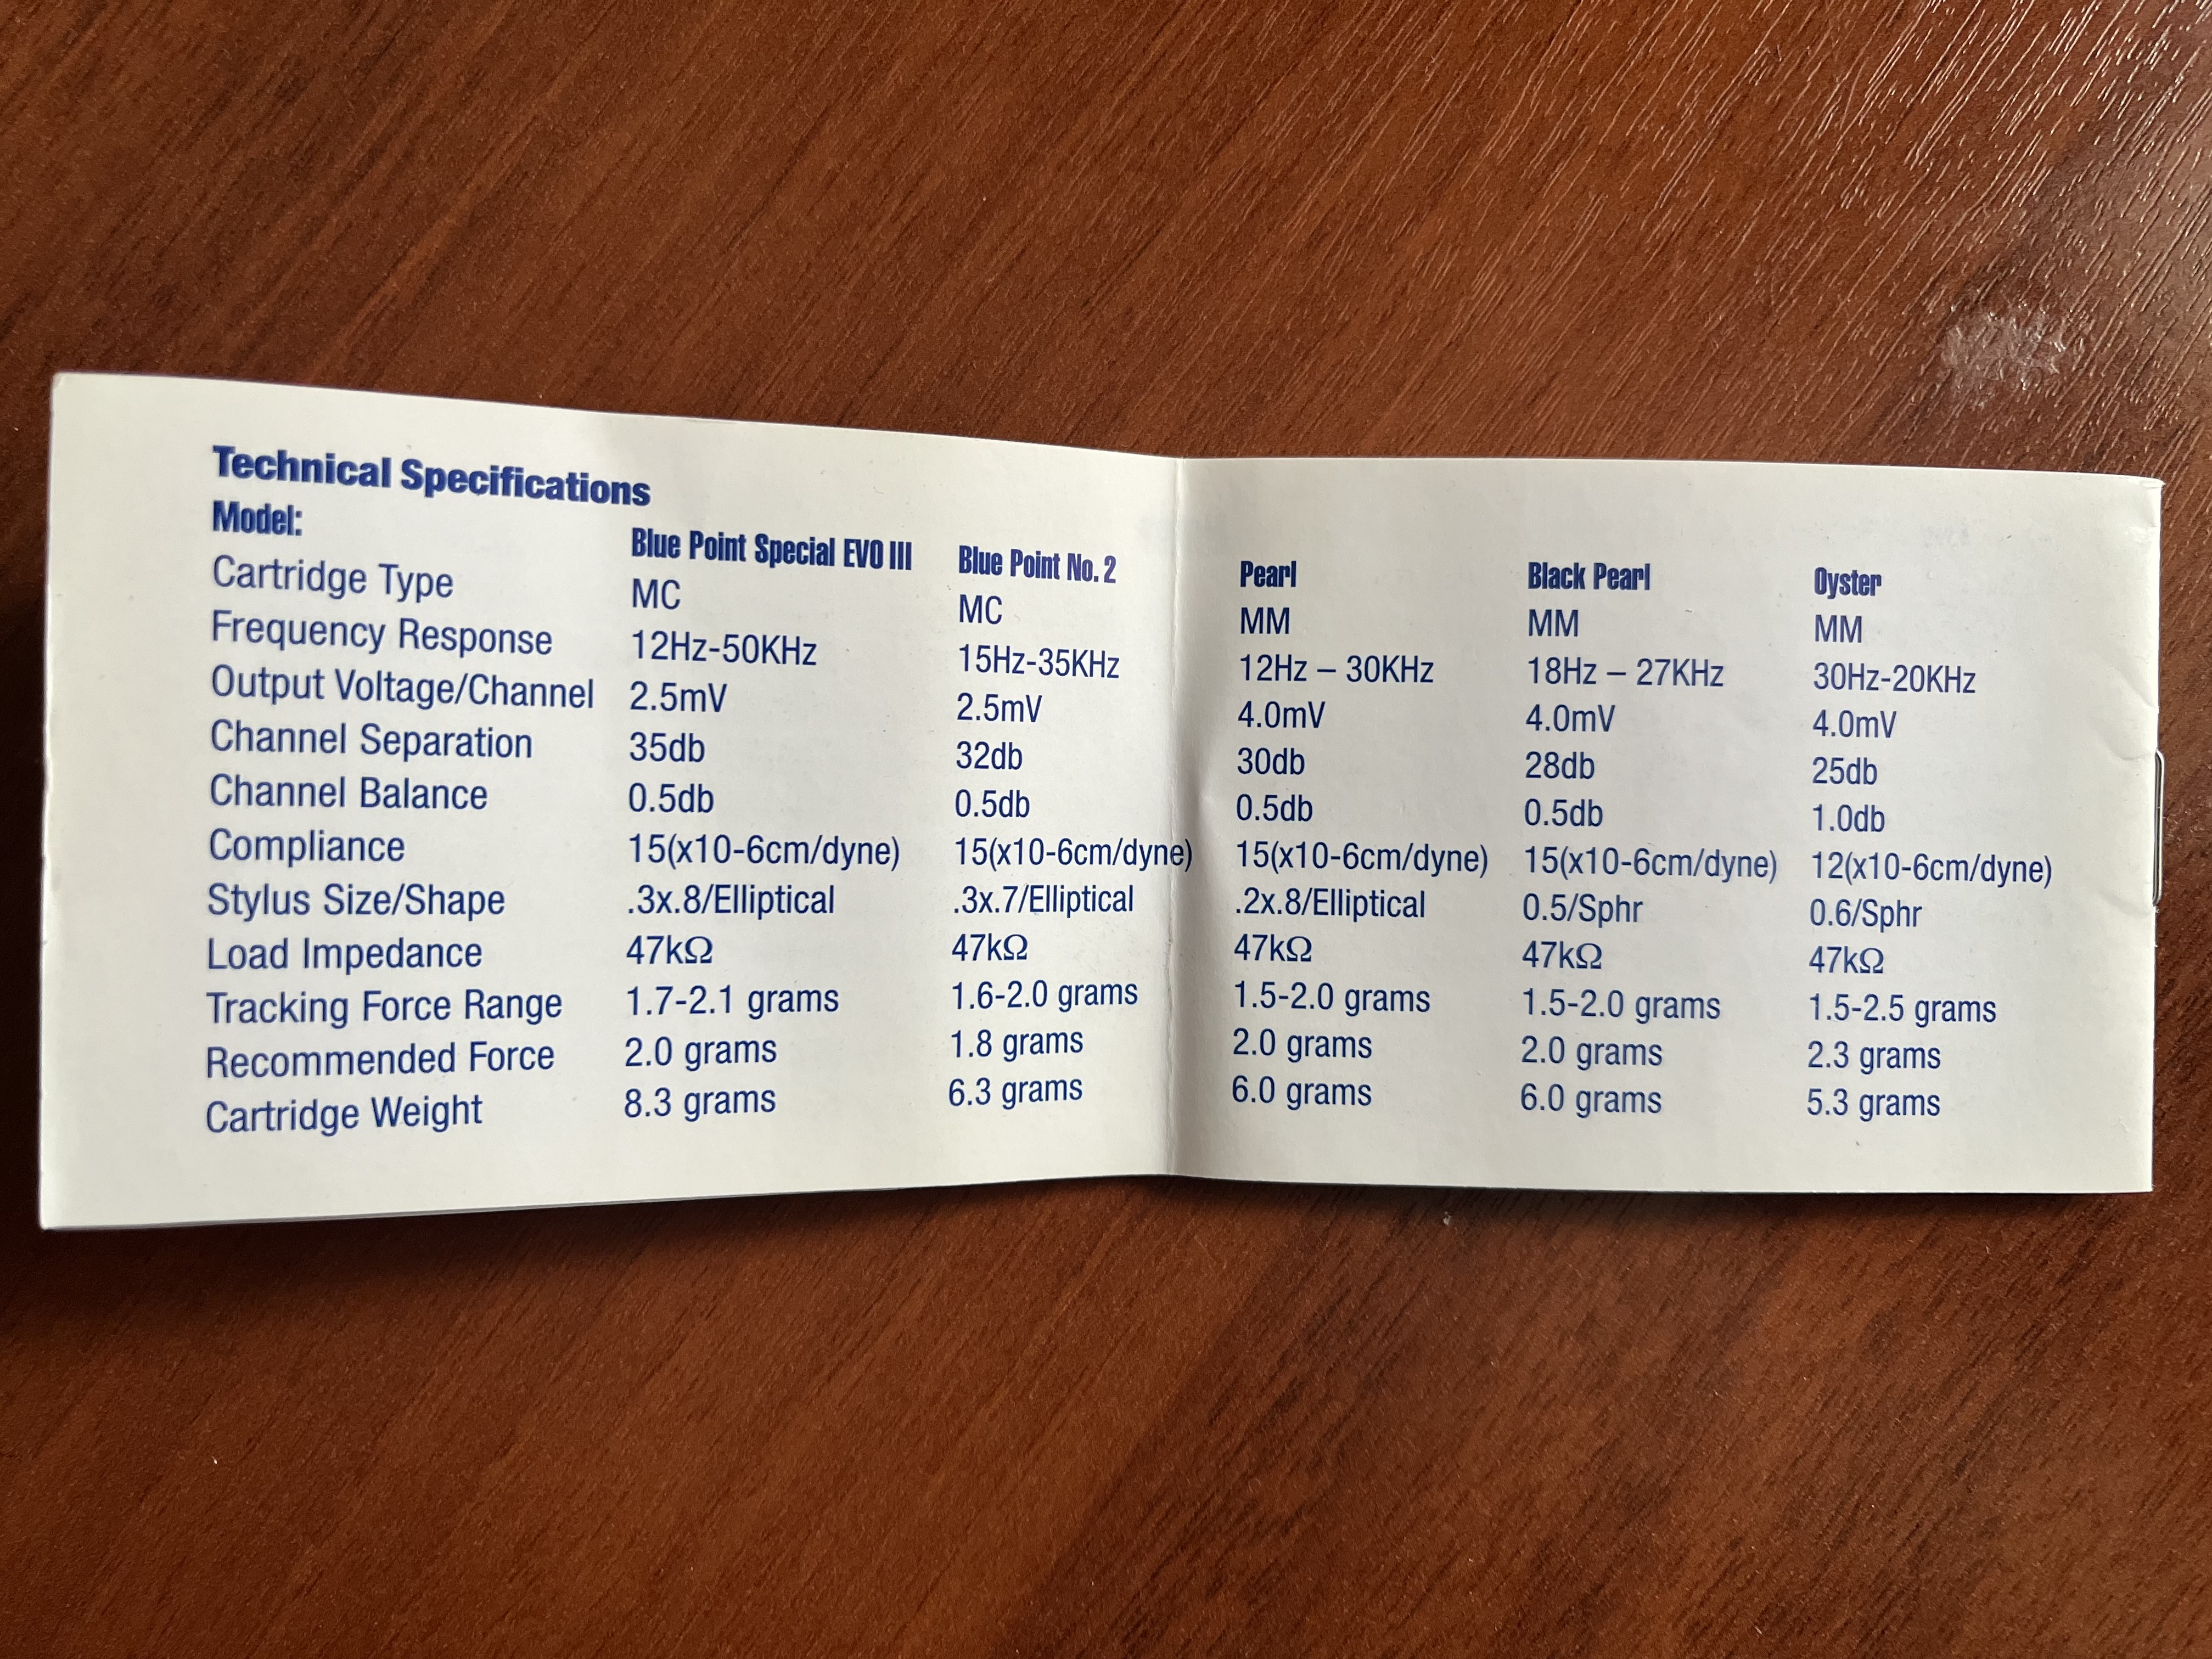 Technical Specifications
Model: Blue Point Special EVO III Blue Point No. 2 Pearl Black Pearl Oyster
Cartridge Type MC MC MM MM MM
Frequency Response 12Hz-50KHz 15Hz-35KHz 12Hz – 30KHz 18Hz – 27KHz 30Hz-20KHz
Output Voltage/Channel 2.5mV 2.5mV 4.0mV 4.0mV 4.0mV
Channel Separation 35db 32db 30db 28db 25db
Channel Balance 0.5db 0.5db 0.5db 0.5db 1.0db
Compliance 15(x10-6cm/dyne) 15(x10-6cm/dyne) 15(x10-6cm/dyne) 15(x10-6cm/dyne) 12(x10-6cm/dyne)
Stylus Size/Shape .3x.8/Elliptical .3x.7/Elliptical .2x.8/Elliptical 0.5/Sphr 0.6/Sphr
Load Impedance 47kΩ 47kΩ 47kΩ 47kΩ 47kΩ
Tracking Force Range 1.7-2.1 grams 1.6-2.0 grams 1.5-2.0 grams 1.5-2.0 grams 1.5-2.5 grams
Recommended Force 2.0 grams 1.8 grams 2.0 grams 2.0 grams 2.3 grams
Cartridge Weight 8.3 grams 6.3 grams 6.0 grams 6.0 grams 5.3 grams